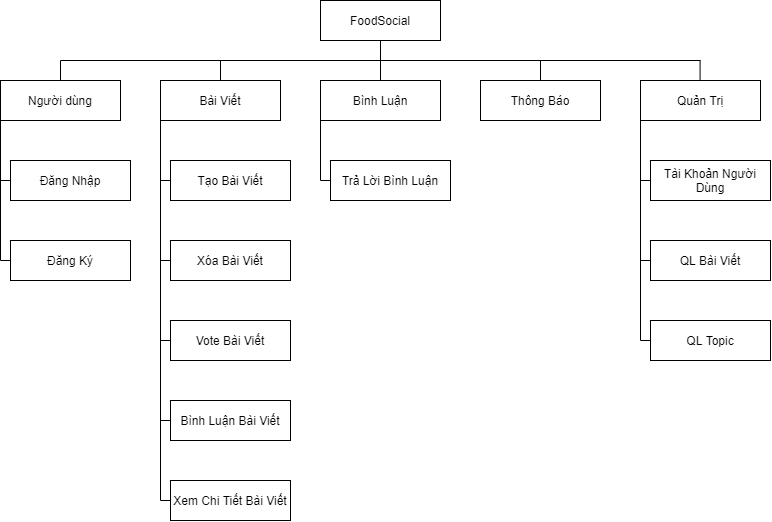 FoodSocial
Người dùng
Bài Viết
Bình Luận
Thông Báo
Quản Trị
Đăng Nhập
Tạo Bài Viết
Trả Lời Bình Luận
Tài Khoản Người
Dùng
Đăng Ký
Xóa Bài Viết
QL Bài Viết
Vote Bài Viết
QL Topic
Bình Luận Bài Viết
Xem Chi Tiết Bài Viết